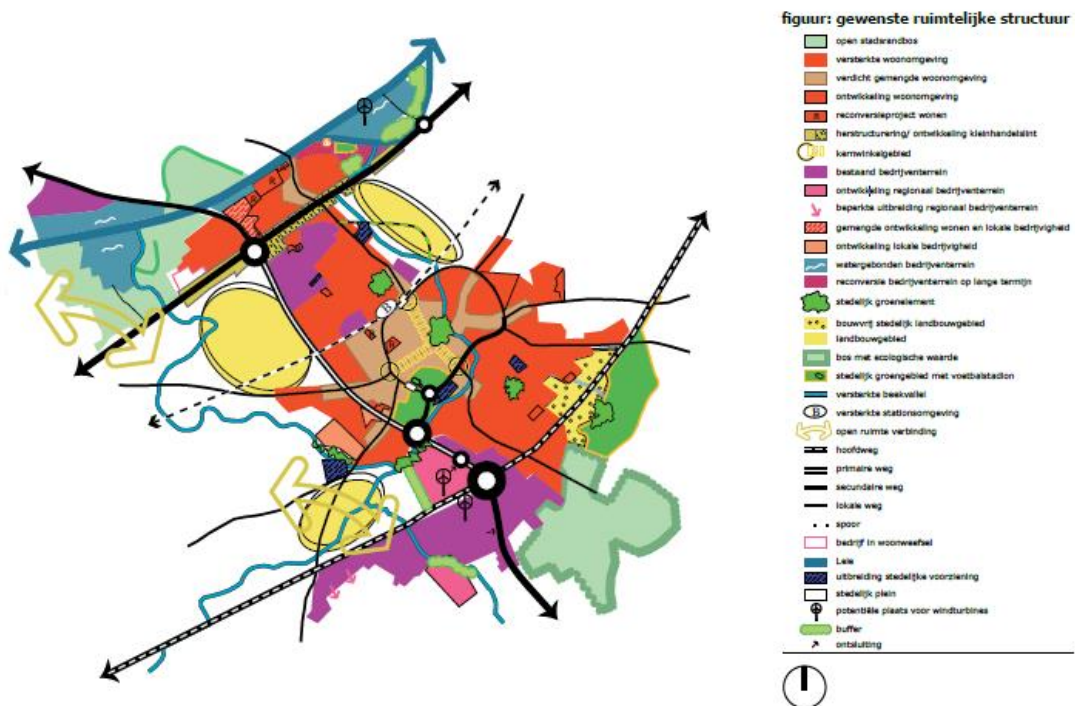 figuur: gewenste ruimtelijke structuur
open stadsrandbos
versterkte woonomgeving
verdicht gemengde woonomgeving
ontwikkeling woonomgeving
reconversieproject wonen
herstructurering/ ontwikkeling kleinhandelslint
kernwinkelgebied
bestaand bedrijventerrein
ontwikkeling regionaal bedrijventerrein
beperkte uitbreiding regionaal bedrijventerrein
gemengde ontwikkeling wonen en lokale bedrijvigheid
ontwikkeling lokale bedrijvigheid
watergebonden bedrijventerrein
reconversie bedrijventerrein op lange termijn
stedelijk groenelement
bouwvrij stedelijk landbouwgebied
landbouwgebied
bos met ecologische waarde
stedelijk groengebied met voetbalstadion
versterkte beekvallei
B
versterkte stationsomgeving
open ruimte verbinding
hoofdweg
primaire weg
secundaire weg
lokale weg
spoor
bedrijf in woonweefsel
Leie
uitbreiding stedelijke voorziening
stedelijk plein
potentiële plaats voor windturbines
buffer
ontsluiting
B